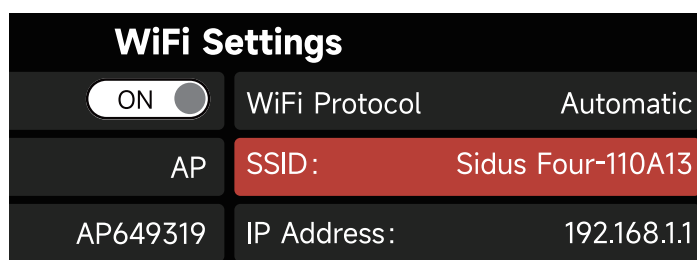 WiFi Settings
ON WiFi Protocol Automatic
AP SSID: Sidus Four-110A13
AP649319 IP Address: 192.168.1.1